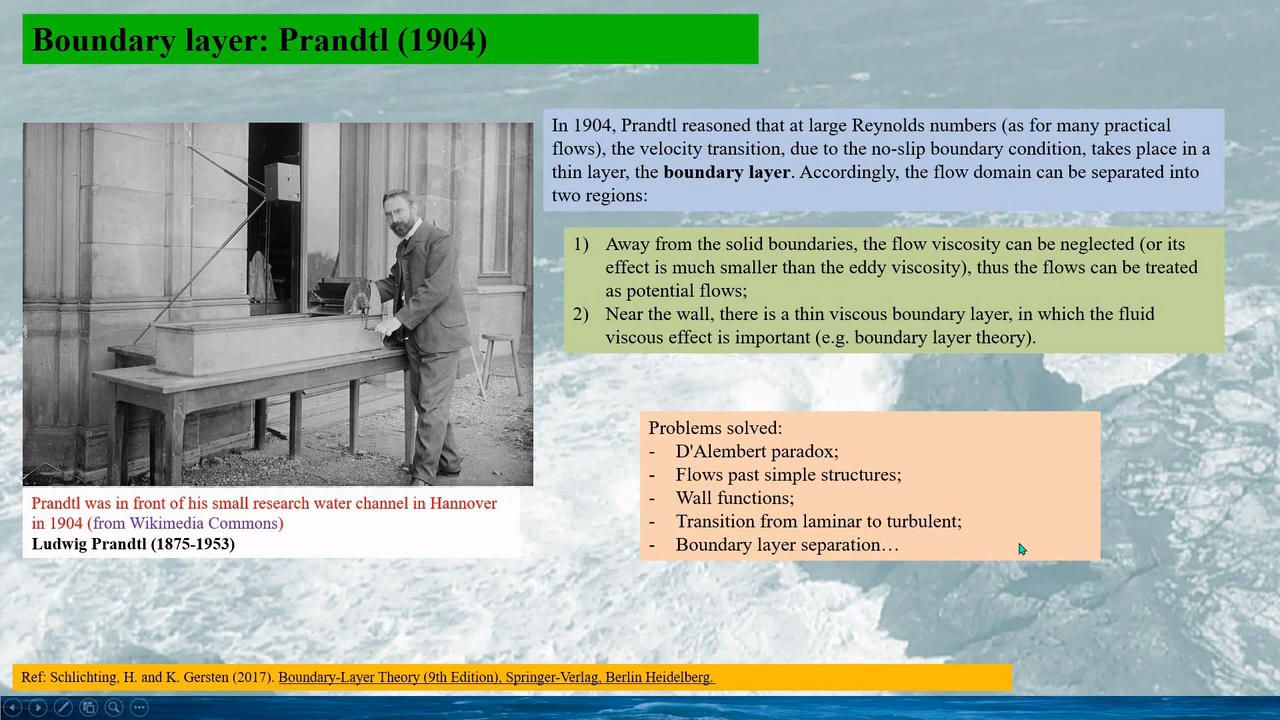 Boundary layer: Prandtl (1904)
In 1904, Prandtl reasoned that at large Reynolds numbers (as for many practical
flows), the velocity transition, due to the no-slip boundary condition, takes place in a
thin layer, the boundary layer. Accordingly, the flow domain can be separated into
two regions:
1) Away from the solid boundaries, the flow viscosity can be neglected (or its
effect is much smaller than the eddy viscosity), thus the flows can be treated
as potential flows;
2) Near the wall, there is a thin viscous boundary layer, in which the fluid
viscous effect is important (e.g. boundary layer theory).
Problems solved:
- D'Alembert paradox;
- Flows past simple structures;
- Wall functions;
- Transition from laminar to turbulent;
- Boundary layer separation…
Prandtl was in front of his small research water channel in Hannover
in 1904 (from Wikimedia Commons)
Ludwig Prandtl (1875-1953)
Ref: Schlichting, H. and K. Gersten (2017). Boundary-Layer Theory (9th Edition), Springer-Verlag, Berlin Heidelberg.